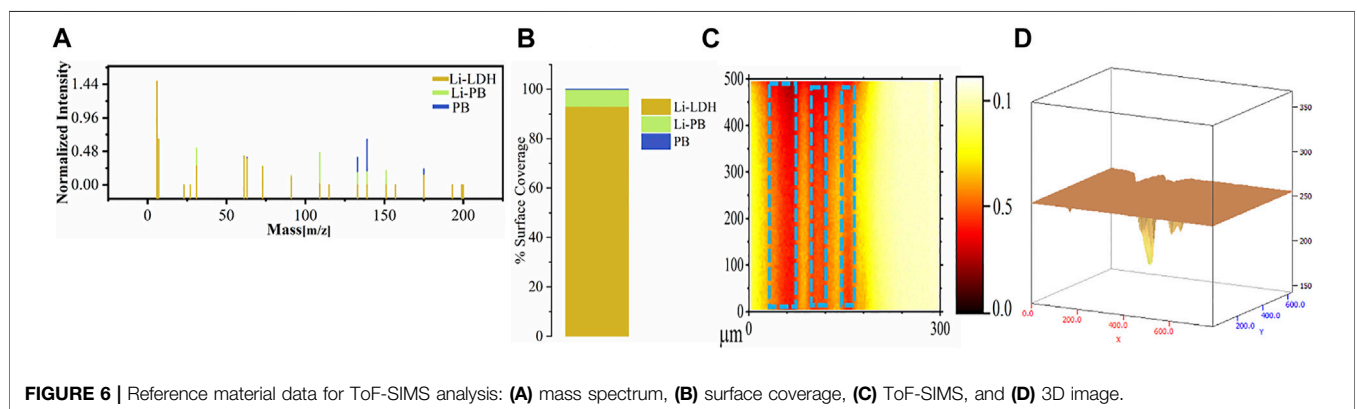 A
B
C
D
Normalized Intensity
1.44
0.96
0.48
0.00
Li-LDH
Li-PB
PB
0
50
100
150
200
Mass[m/z]
% Surface Coverage
100
80
60
40
20
0
Li-LDH
Li-PB
PB
500
400
300
200
100
0
μm
0
300
0.1
0.5
0.0
350
300
250
200
150
0.0
200.0
400.0
600.0
X
200.0
400.0
600.0
Y
FIGURE 6 | Reference material data for ToF-SIMS analysis: (A) mass spectrum, (B) surface coverage, (C) ToF-SIMS, and (D) 3D image.